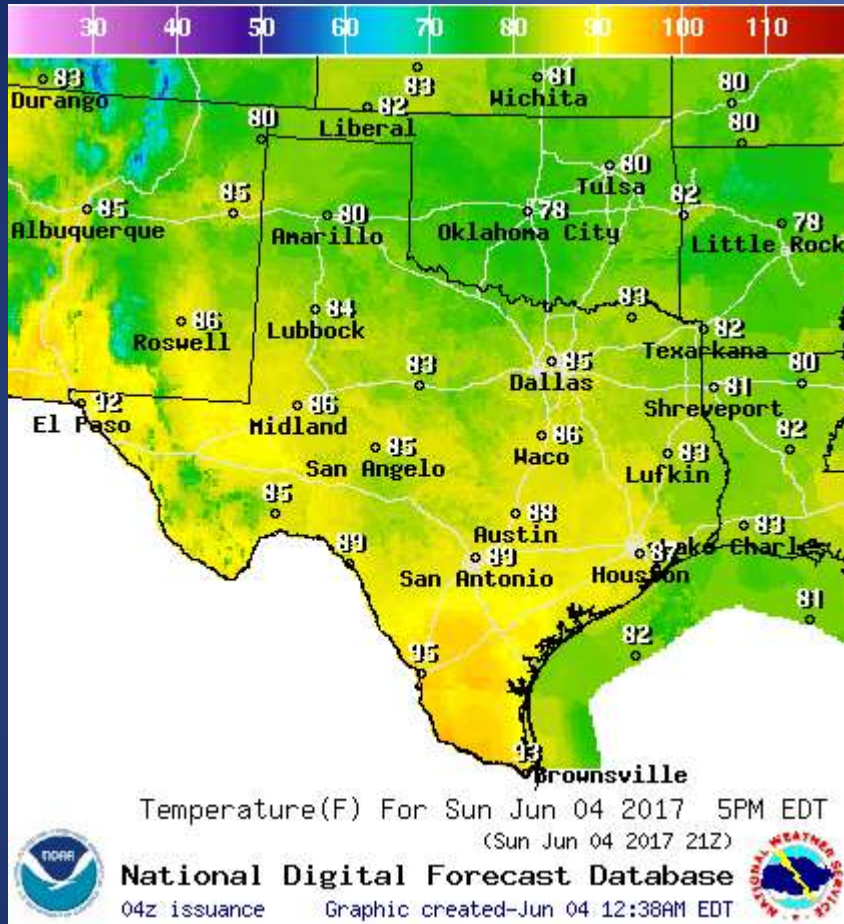 30 40 50 60 70 80 90 100 110
83
Durango
83
81
Wichita
82
Liberal
80
80
80
80
Tulsa
85
Albuquerque
85
80
Amarillo
78
Oklahoma City
82
78
Little Rock
86
Roswell
84
Lubbock
83
82
Texarkana
85
Dallas
83
81
Shreveport
80
92
El Paso
86
Midland
85
San Angelo
86
Waco
83
Lufkin
82
85
88
Austin
83
Lake Charles
89
89
San Antonio
87
Houston
81
82
95
93
Brownsville
Temperature(F) For Sun Jun 04 2017 5PM EDT
(Sun Jun 04 2017 21Z)
NOAA
National Digital Forecast Database
04z issuance Graphic created-Jun 04 12:38AM EDT
NATIONAL WEATHER SERVICE